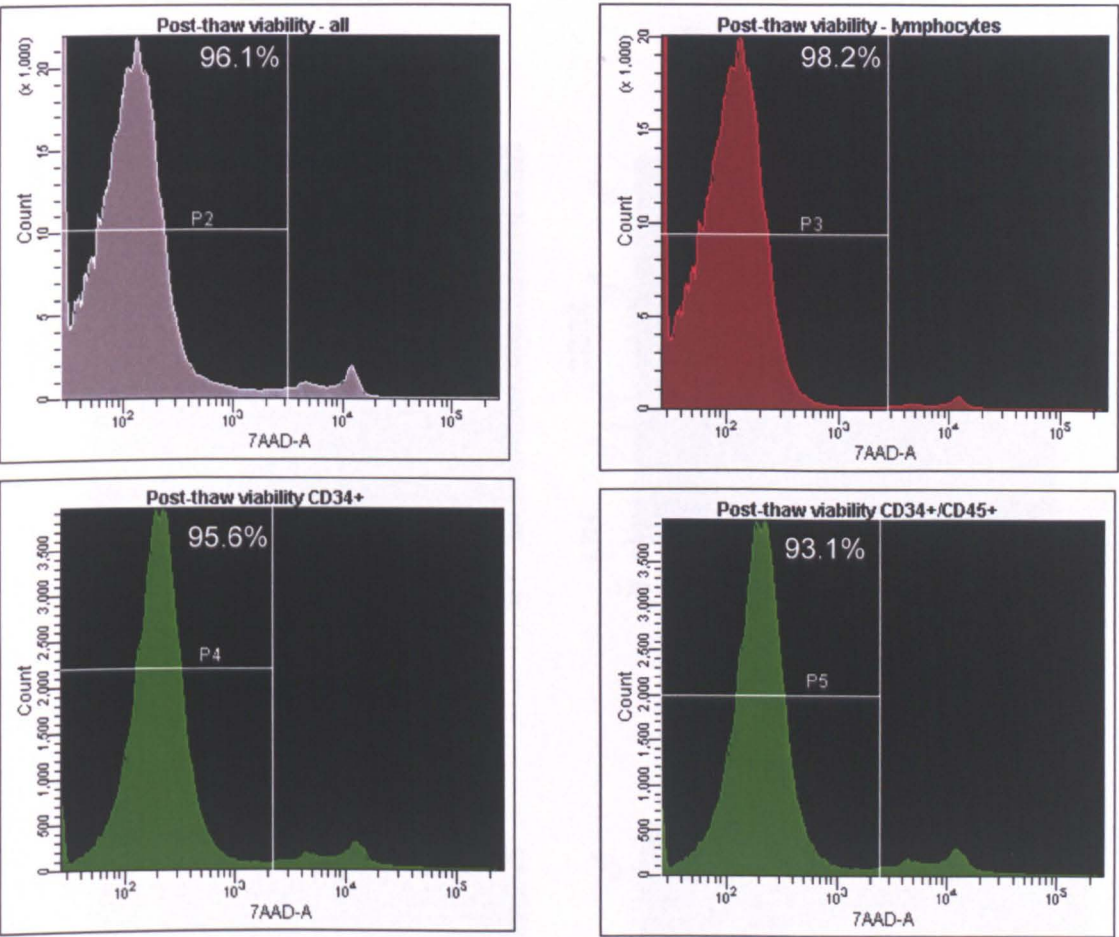 Post-thaw viability - all
96.1%
(x 1,000)
Count
20
15
10
5
0
P2
10² 10³ 10⁴ 10⁵
7AAD-A
Post-thaw viability - lymphocytes
98.2%
(x 1,000)
Count
20
15
10
5
0
P3
10² 10³ 10⁴ 10⁵
7AAD-A
Post-thaw viability CD34+
95.6%
Count
3,500
3,000
2,500
2,000
1,500
1,000
500
0
P4
10² 10³ 10⁴ 10⁵
7AAD-A
Post-thaw viability CD34+/CD45+
93.1%
Count
3,500
3,000
2,500
2,000
1,500
1,000
500
0
P5
10² 10³ 10⁴ 10⁵
7AAD-A